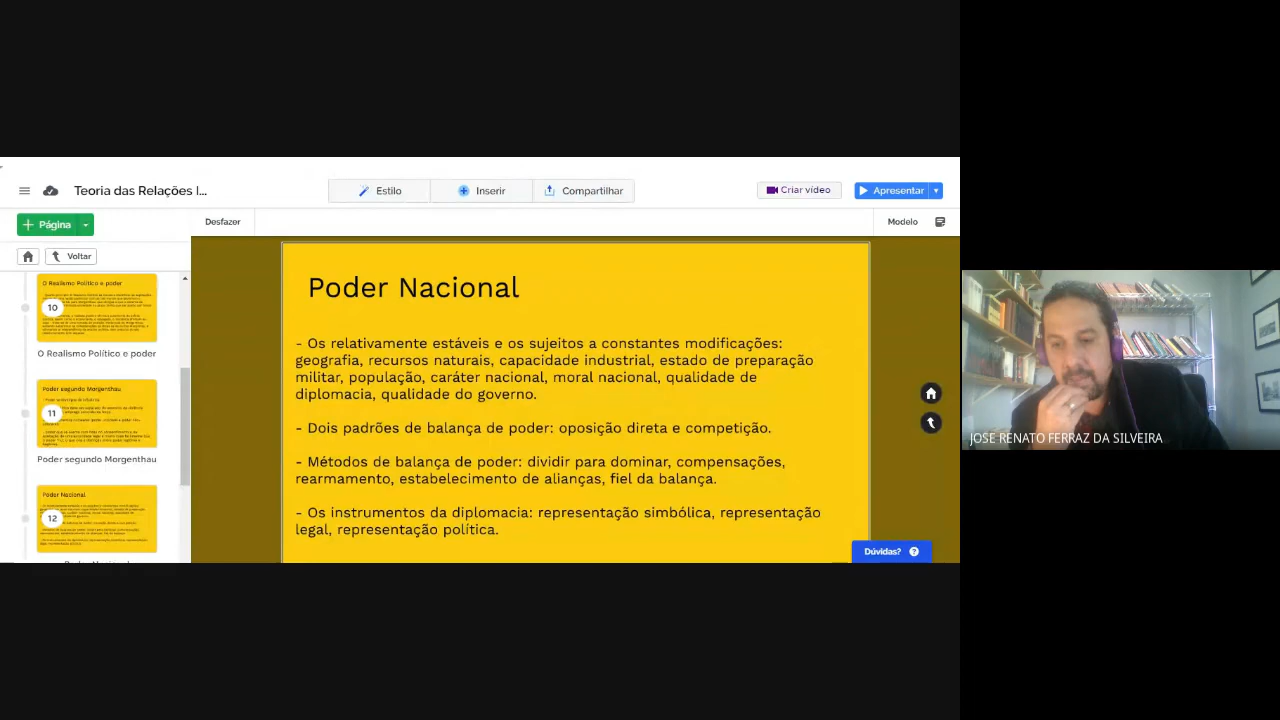 Teoria das Relações I...
Estilo
Inserir
Compartilhar
Criar vídeo
Apresentar
Página
Desfazer
Modelo
Voltar
O Realismo Político e poder
10
O Realismo Político e poder
Poder segundo Morgenthau
11
Poder segundo Morgenthau
Poder Nacional
12
Poder Nacional
- Os relativamente estáveis e os sujeitos a constantes modificações:
geografia, recursos naturais, capacidade industrial, estado de preparação
militar, população, caráter nacional, moral nacional, qualidade de
diplomacia, qualidade do governo.
- Dois padrões de balança de poder: oposição direta e competição.
- Métodos de balança de poder: dividir para dominar, compensações,
rearmamento, estabelecimento de alianças, fiel da balança.
- Os instrumentos da diplomacia: representação simbólica, representação
legal, representação política.
Dúvidas?
JOSE RENATO FERRAZ DA SILVEIRA